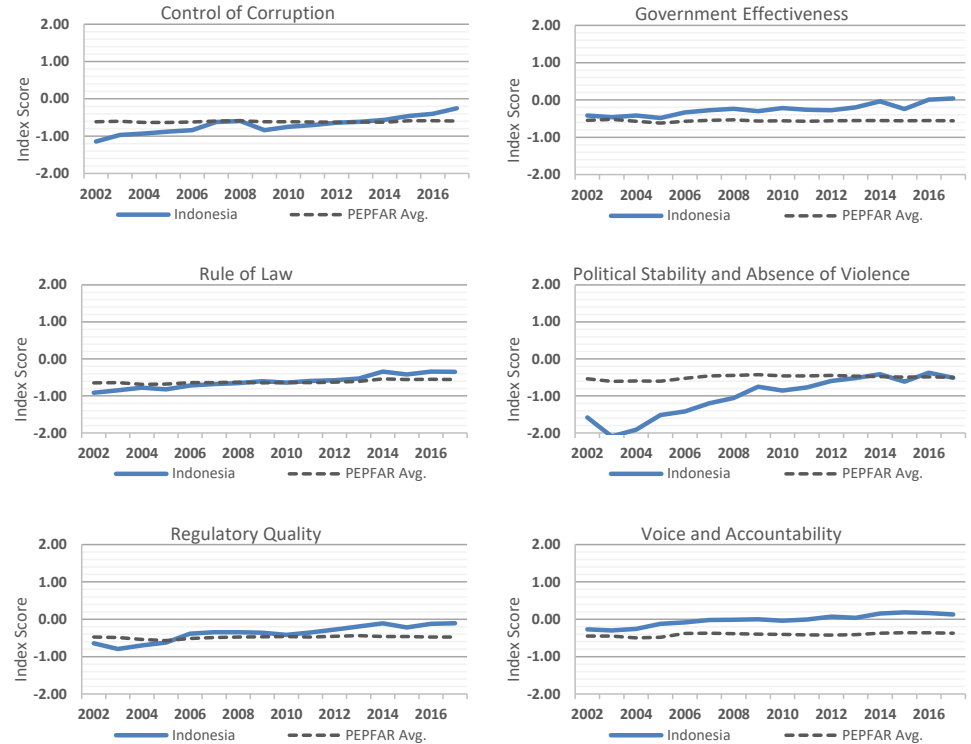 Control of Corruption
2.00
1.00
0.00
-1.00
-2.00
Index Score
2002 2004 2006 2008 2010 2012 2014 2016
Indonesia PEPFAR Avg.
Government Effectiveness
2.00
1.00
0.00
-1.00
-2.00
Index Score
2002 2004 2006 2008 2010 2012 2014 2016
Indonesia PEPFAR Avg.
Rule of Law
2.00
1.00
0.00
-1.00
-2.00
Index Score
2002 2004 2006 2008 2010 2012 2014 2016
Indonesia PEPFAR Avg.
Political Stability and Absence of Violence
2.00
1.00
0.00
-1.00
-2.00
Index Score
2002 2004 2006 2008 2010 2012 2014 2016
Indonesia PEPFAR Avg.
Regulatory Quality
2.00
1.00
0.00
-1.00
-2.00
Index Score
2002 2004 2006 2008 2010 2012 2014 2016
Indonesia PEPFAR Avg.
Voice and Accountability
2.00
1.00
0.00
-1.00
-2.00
Index Score
2002 2004 2006 2008 2010 2012 2014 2016
Indonesia PEPFAR Avg.